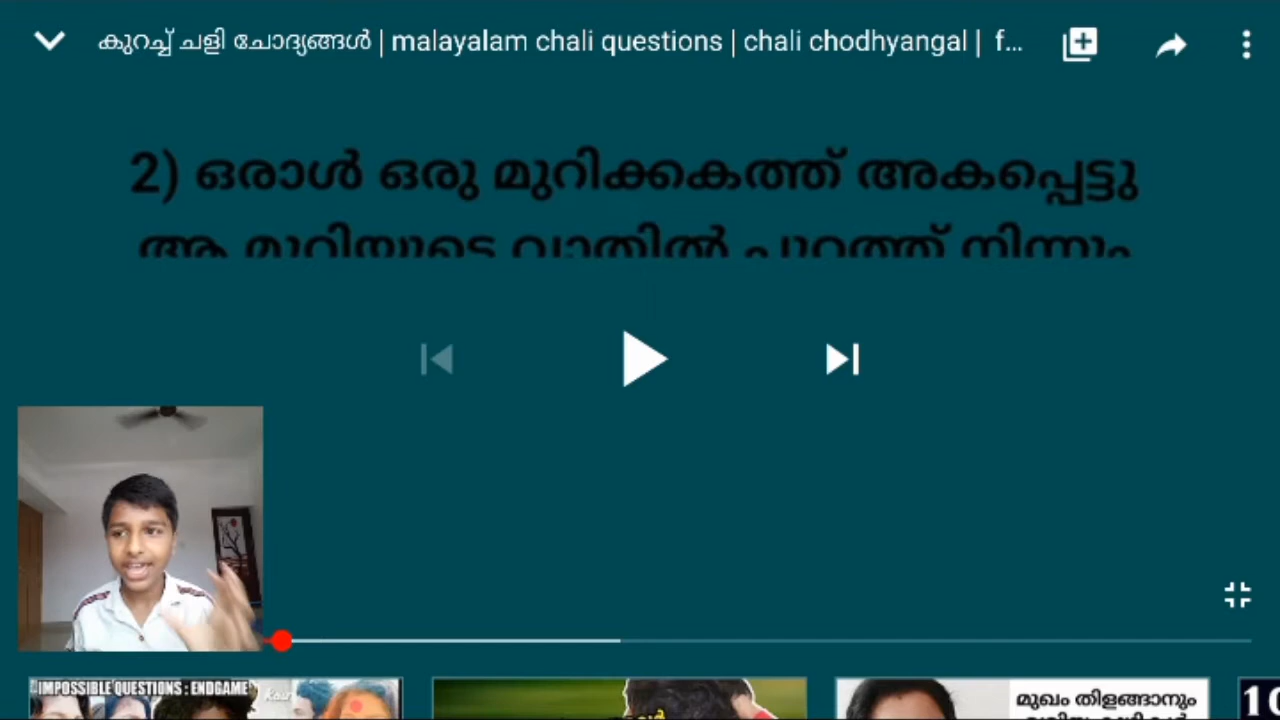 കുറച്ച് ചളി ചോദ്യങ്ങൾ | malayalam chali questions | chali chodhyangal | f...
2) ഒരാൾ ഒരു മുറിക്കകത്ത് അകപ്പെട്ടു
ആ മുറിയുടെ വാതിൽ പുറത്ത് നിന്നും
IMPOSSIBLE QUESTIONS : ENDGAME
മുഖം തിളങ്ങാനും
10